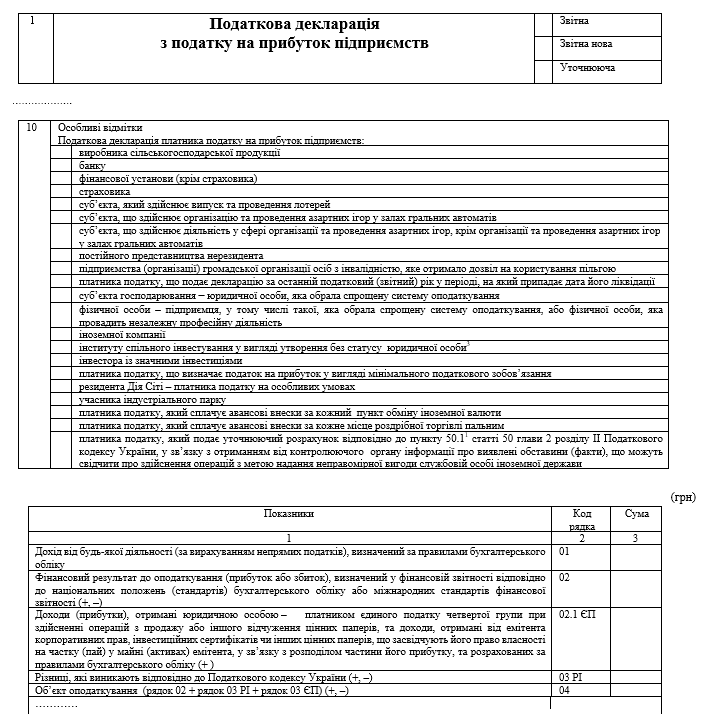 1
Податкова декларація
з податку на прибуток підприємств
Звітна
Звітна нова
Уточнююча
...................
10
Особливі відмітки
Податкова декларація платника податку на прибуток підприємств:
виробника сільськогосподарської продукції
банку
фінансової установи (крім страховика)
страховика
суб’єкта, який здійснює випуск та проведення лотерей
суб’єкта, що здійснює організацію та проведення азартних ігор у залах гральних автоматів
суб’єкта, що здійснює діяльність у сфері організації та проведення азартних ігор, крім організації та проведення азартних ігор
у залах гральних автоматів
постійного представництва нерезидента
підприємства (організації) громадської організації осіб з інвалідністю, яке отримало дозвіл на користування пільгою
платника податку, що подає декларацію за останній податковий (звітний) рік у періоді, на який припадає дата його ліквідації
суб’єкта господарювання – юридичної особи, яка обрала спрощену систему оподаткування
фізичної особи – підприємця, у тому числі такої, яка обрала спрощену систему оподаткування, або фізичної особи, яка
провадить незалежну професійну діяльність
іноземної компанії
інституту спільного інвестування у вигляді утворення без статусу юридичної особи³
інвестора із значними інвестиціями
платника податку, що визначає податок на прибуток у вигляді мінімального податкового зобов’язання
резидента Дія Сіті – платника податку на особливих умовах
учасника індустріального парку
платника податку, який сплачує авансові внески за кожний пункт обміну іноземної валюти
платника податку, який сплачує авансові внески за кожне місце роздрібної торгівлі пальним
платника податку, який подає уточнюючий розрахунок відповідно до пункту 50.1¹ статті 50 глави 2 розділу II Податкового
кодексу України, у зв’язку з отриманням від контролюючого органу інформації про виявлені обставини (факти), що можуть
свідчити про здійснення операцій з метою надання неправомірної вигоди службовій особі іноземної держави
(грн)
Показники
Код
рядка
Сума
1
2
3
Дохід від будь-якої діяльності (за вирахуванням непрямих податків), визначений за правилами бухгалтерського
обліку
01
Фінансовий результат до оподаткування (прибуток або збиток), визначений у фінансовій звітності відповідно
до національних положень (стандартів) бухгалтерського обліку або міжнародних стандартів фінансової
звітності (+, –)
02
Доходи (прибутки), отримані юридичною особою – платником єдиного податку четвертої групи при
здійсненні операцій з продажу або іншого відчуження цінних паперів, та доходи, отримані від емітента
корпоративних прав, інвестиційних сертифікатів чи інших цінних паперів, що засвідчують його право власності
на частку (пай) у майні (активах) емітента, у зв’язку з розподілом частини його прибутку, та розрахованих за
правилами бухгалтерського обліку (+ )
02.1 ЄП
Різниці, які виникають відповідно до Податкового кодексу України (+, –)
03 РІ
Об’єкт оподаткування (рядок 02 + рядок 03 РІ + рядок 03 ЄП) (+, –)
04
............